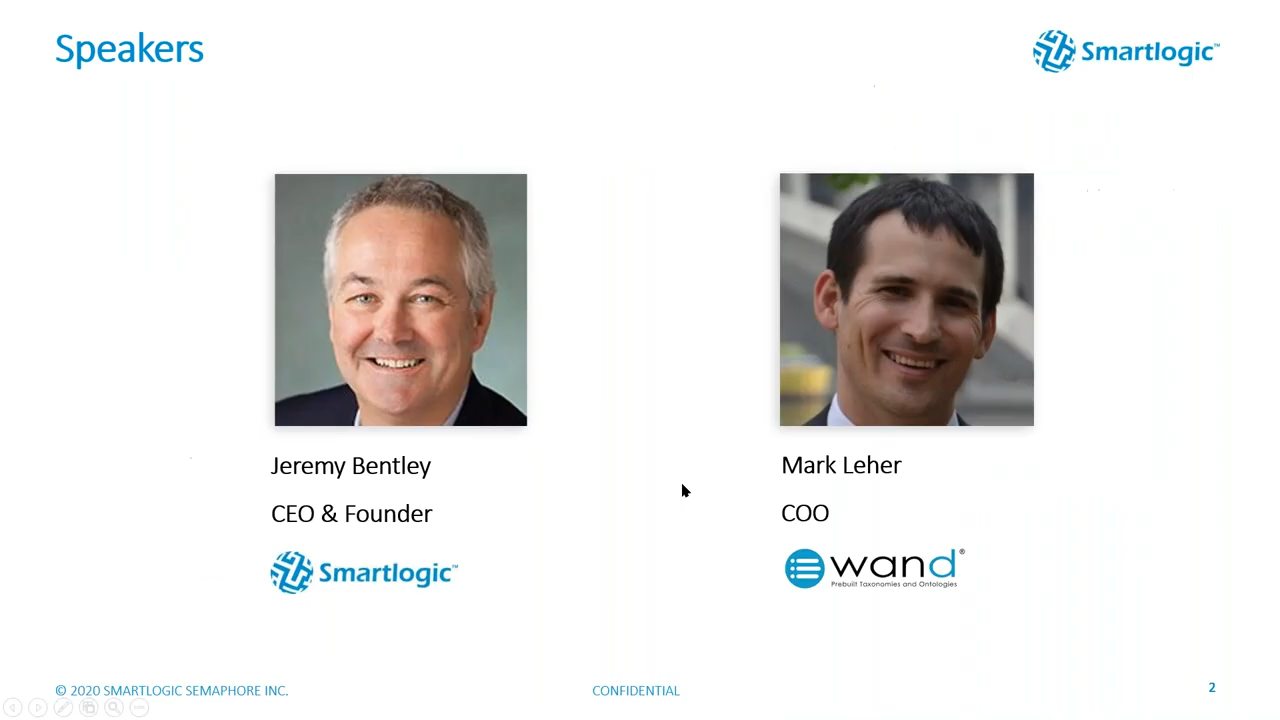 Speakers
Smartlogic™
Jeremy Bentley
CEO & Founder
Smartlogic™
Mark Leher
COO
wand®
Prebuilt Taxonomies and Ontologies
© 2020 SMARTLOGIC SEMAPHORE INC.
CONFIDENTIAL
2